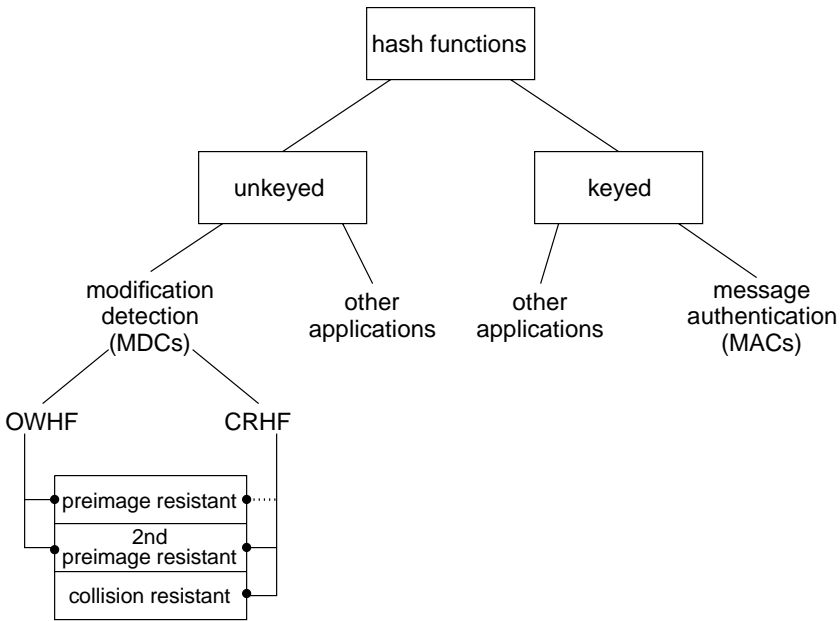 hash functions
unkeyed
keyed
modification
detection
(MDCs)
other
applications
other
applications
message
authentication
(MACs)
OWHF
CRHF
preimage resistant
2nd
preimage resistant
collision resistant